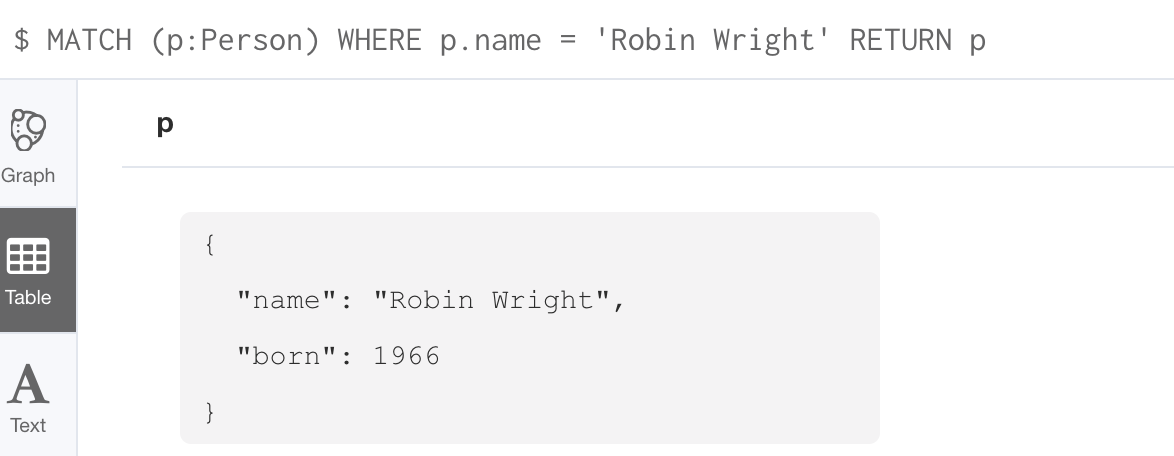 $ MATCH (p:Person) WHERE p.name = 'Robin Wright' RETURN p
p
Graph
Table
Text
{
"name": "Robin Wright",
"born": 1966
}